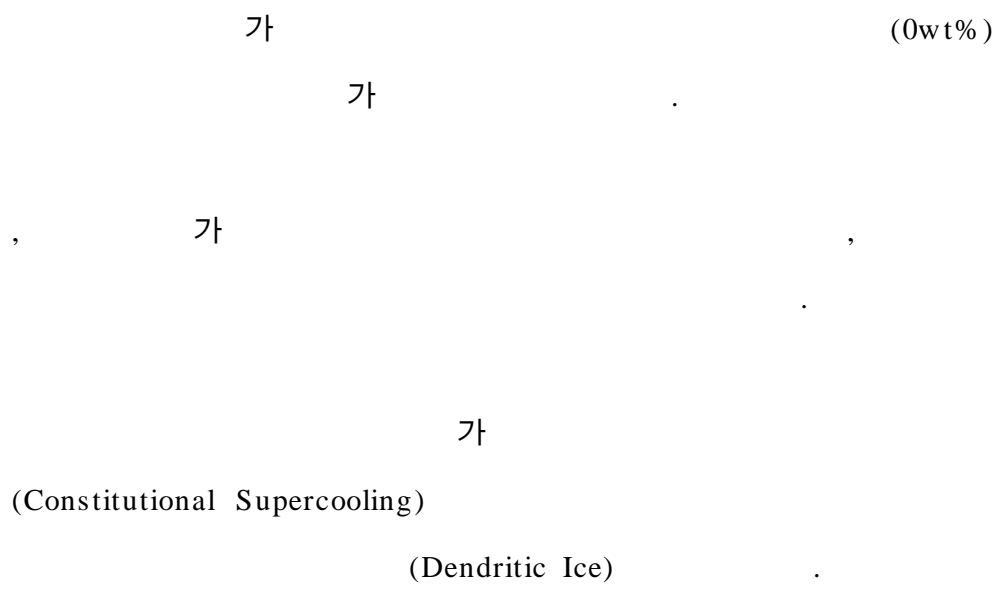 가 (0wt%)
가 .
, 가 ,
.
가
(Constitutional Supercooling)
(Dendritic Ice) .